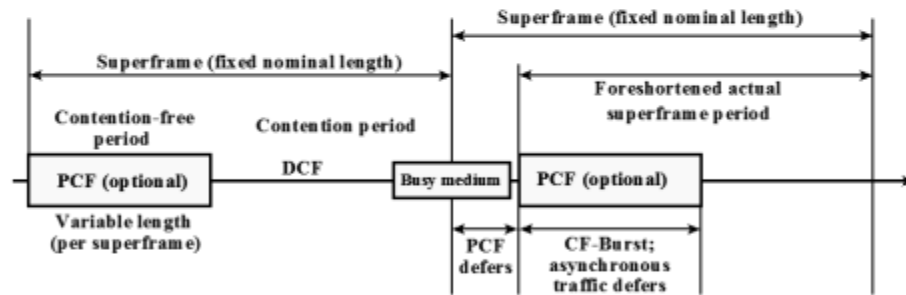 Superframe (fixed nominal length)
Superframe (fixed nominal length)
Foreshortened actual
superframe period
Contention-free
period
Contention period
PCF (optional)
DCF
Busy medium
PCF (optional)
Variable length
(per superframe)
PCF
defers
CF-Burst;
asynchronous
traffic defers